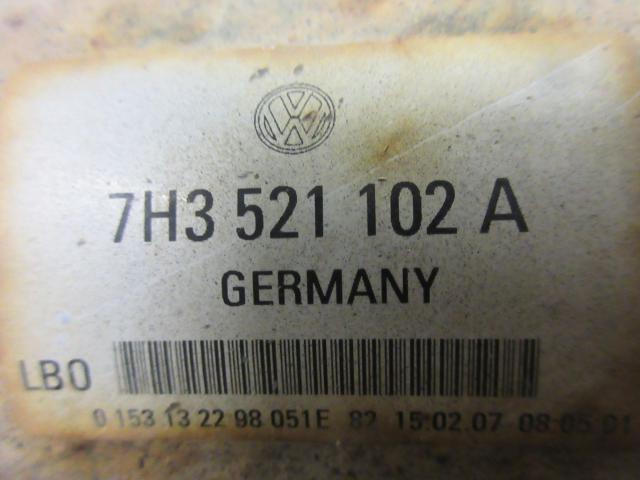 7H3 521 102 A
GERMANY
LBO
0 153 13 22 98 051E 82 15.02.07 08 05 01